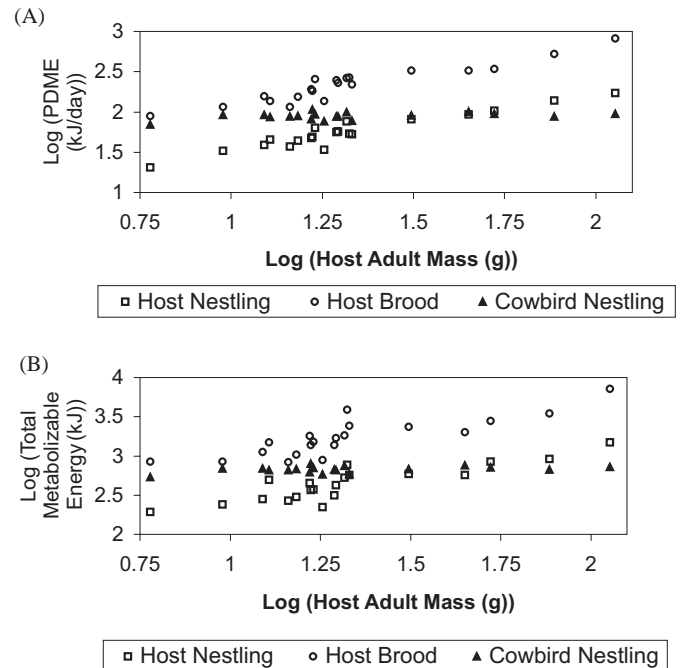 (A)
Log (PDME
(kJ/day))
3
2.5
2
1.5
1
0.75 1 1.25 1.5 1.75 2
Log (Host Adult Mass (g))
Host Nestling Host Brood Cowbird Nestling
(B)
Log (Total
Metabolizable
Energy (kJ)
4
3.5
3
2.5
2
0.75 1 1.25 1.5 1.75 2
Log (Host Adult Mass (g))
Host Nestling Host Brood Cowbird Nestling